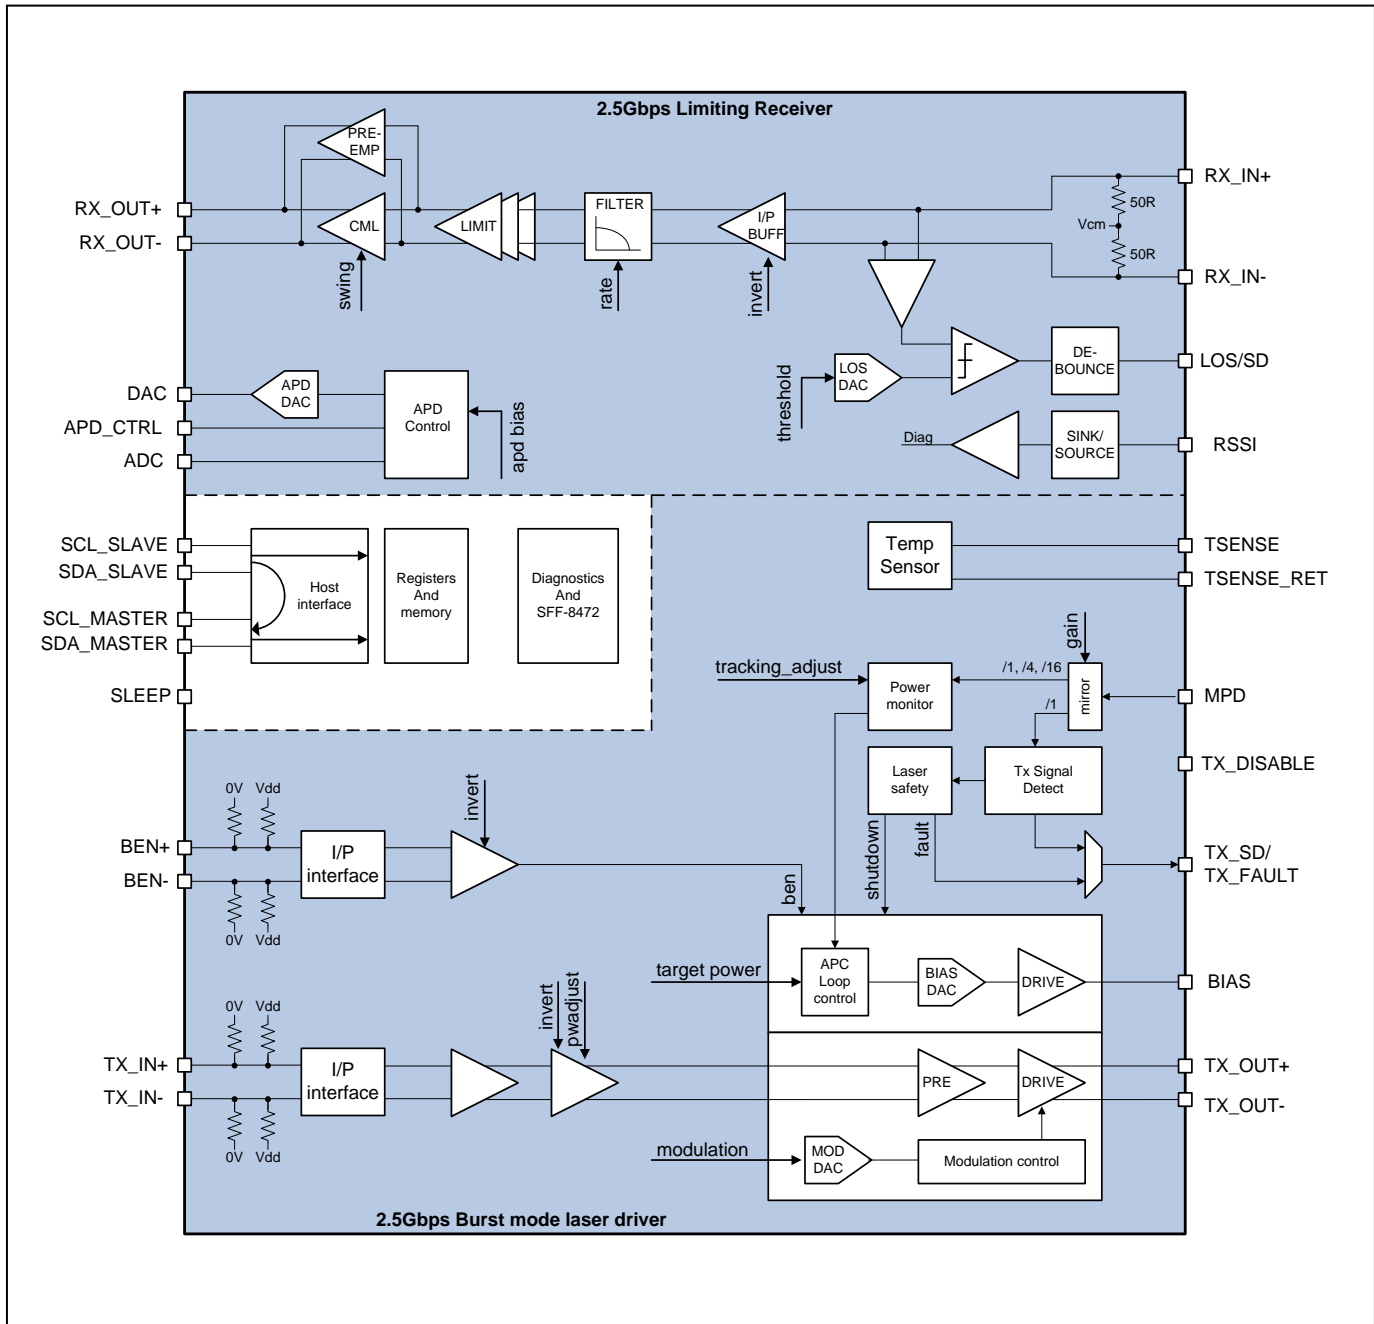 2.5Gbps Limiting Receiver
PRE-
EMP
RX_OUT+
RX_OUT-
CML
swing
LIMIT
FILTER
rate
I/P
BUFF
invert
RX_IN+
50R
Vcm
50R
RX_IN-
LOS
DAC
threshold
DE-
BOUNCE
LOS/SD
Diag
SINK/
SOURCE
RSSI
DAC
APD_CTRL
ADC
APD
DAC
APD
Control
apd bias
SCL_SLAVE
SDA_SLAVE
SCL_MASTER
SDA_MASTER
SLEEP
Host
interface
Registers
And
memory
Diagnostics
And
SFF-8472
Temp
Sensor
TSENSE
TSENSE_RET
gain
tracking_adjust
Power
monitor
/1, /4, /16
/1
mirror
MPD
Laser
safety
Tx Signal
Detect
TX_DISABLE
shutdown
fault
TX_SD/
TX_FAULT
0V
Vdd
BEN+
BEN-
0V
Vdd
I/P
interface
invert
ben
target power
APC
Loop
control
BIAS
DAC
DRIVE
BIAS
0V
Vdd
TX_IN+
TX_IN-
0V
Vdd
I/P
interface
invert
pwadjust
PRE
DRIVE
TX_OUT+
TX_OUT-
modulation
MOD
DAC
Modulation control
2.5Gbps Burst mode laser driver